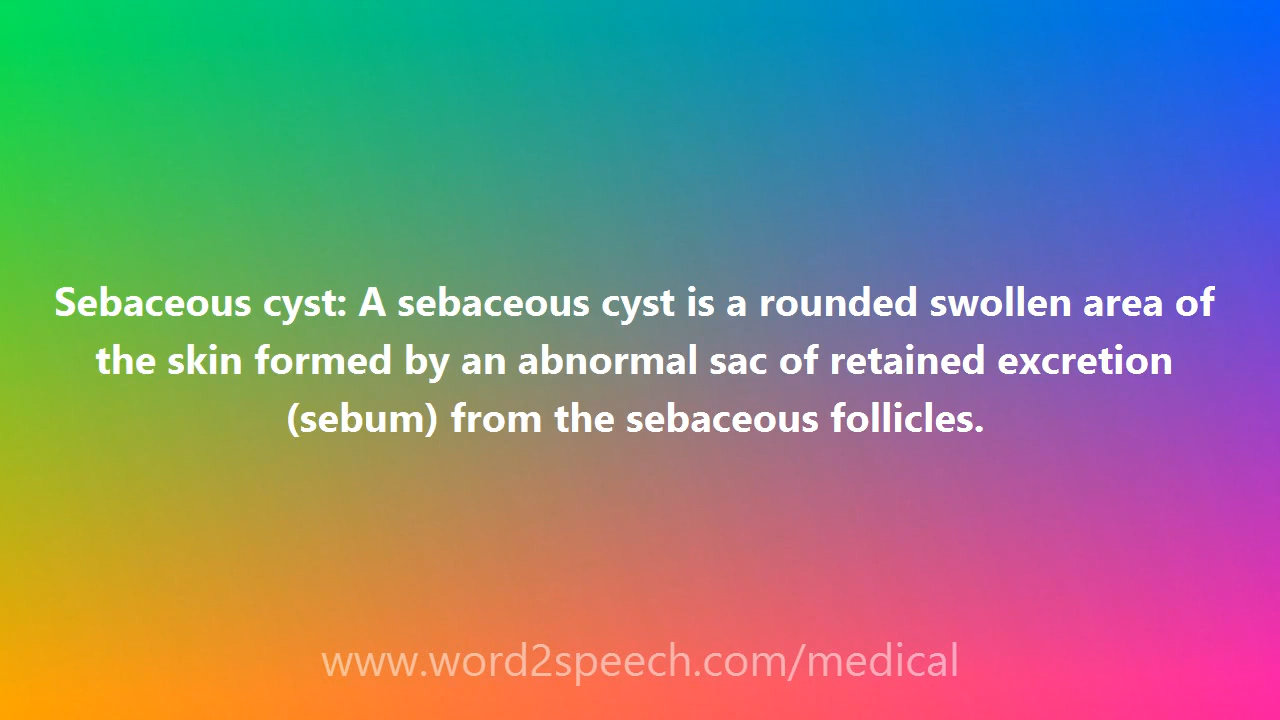 Sebaceous cyst: A sebaceous cyst is a rounded swollen area of
the skin formed by an abnormal sac of retained excretion
(sebum) from the sebaceous follicles.
www.word2speech.com/medical